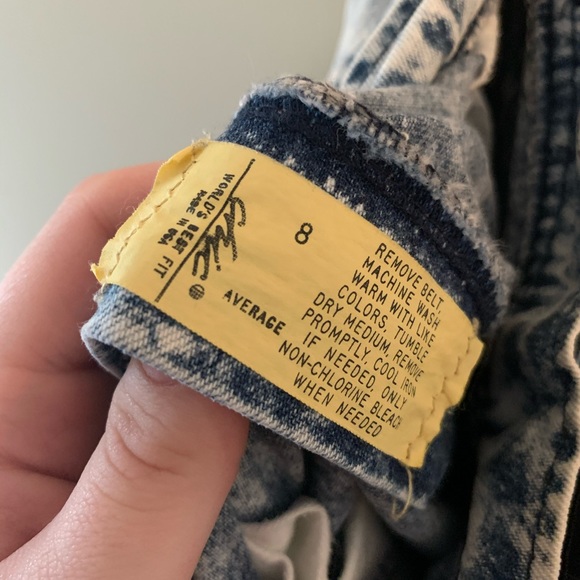 chic
WORLD'S BEST FIT
MADE IN USA
8
AVERAGE
REMOVE BELT,
MACHINE WASH
WARM WITH LIKE
COLORS, TUMBLE
DRY MEDIUM, REMOVE
PROMPTLY, COOL IRON
IF NEEDED, ONLY
NON-CHLORINE BLEACH
WHEN NEEDED